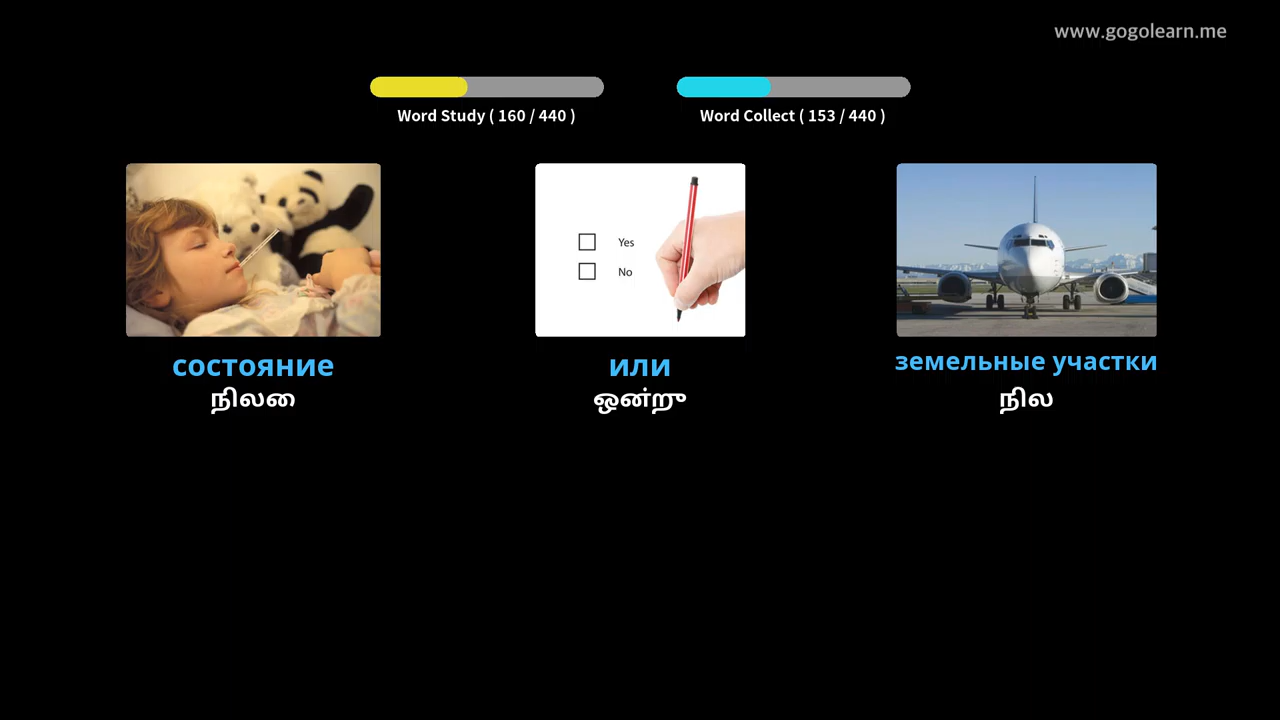 www.gogolearn.me
Word Study ( 160 / 440 )
Word Collect ( 153 / 440 )
Yes
No
состояние
или
земельные участки
நிலை
ஒன்று
நில